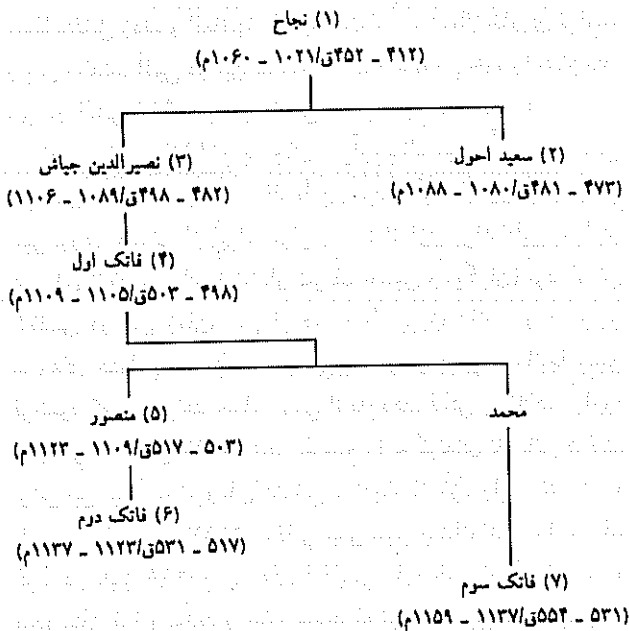 (۱) نجاح
(۴۱۲ ـ ۴۵۲ق/۱۰۲۱ ـ ۱۰۶۰م)
(۲) سعید احول
(۴۷۳ ـ ۴۸۱ق/۱۰۸۰ ـ ۱۰۸۸م)
(۳) نصیرالدین جیاش
(۴۸۲ ـ ۴۹۸ق/۱۰۸۹ ـ ۱۱۰۶)
(۴) فاتک اول
(۴۹۸ ـ ۵۰۳ق/۱۱۰۵ ـ ۱۱۰۹م)
محمد
(۵) منصور
(۵۰۳ ـ ۵۱۷ق/۱۱۰۹ ـ ۱۱۲۳م)
(۶) فاتک درم
(۵۱۷ ـ ۵۳۱ق/۱۱۲۳ ـ ۱۱۳۷م)
(۷) فاتک سوم
(۵۳۱ ـ ۵۵۴ق/۱۱۳۷ ـ ۱۱۵۹م)